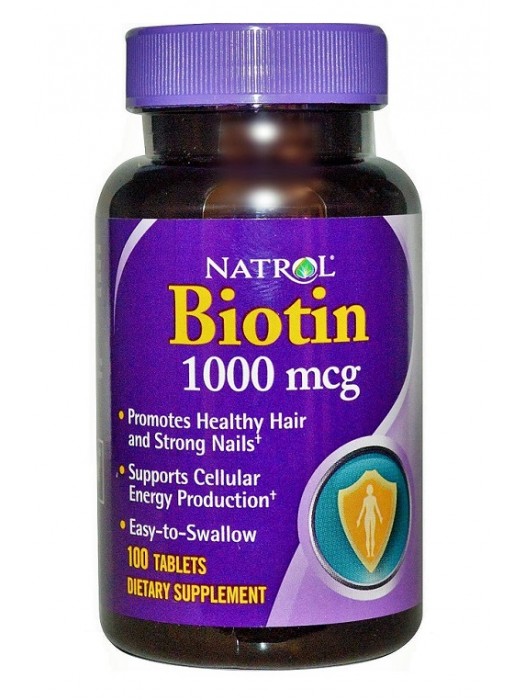 NATROL®
Biotin
1000 mcg
• Promotes Healthy Hair
and Strong Nails†
• Supports Cellular
Energy Production†
• Easy-to-Swallow
100 TABLETS
DIETARY SUPPLEMENT